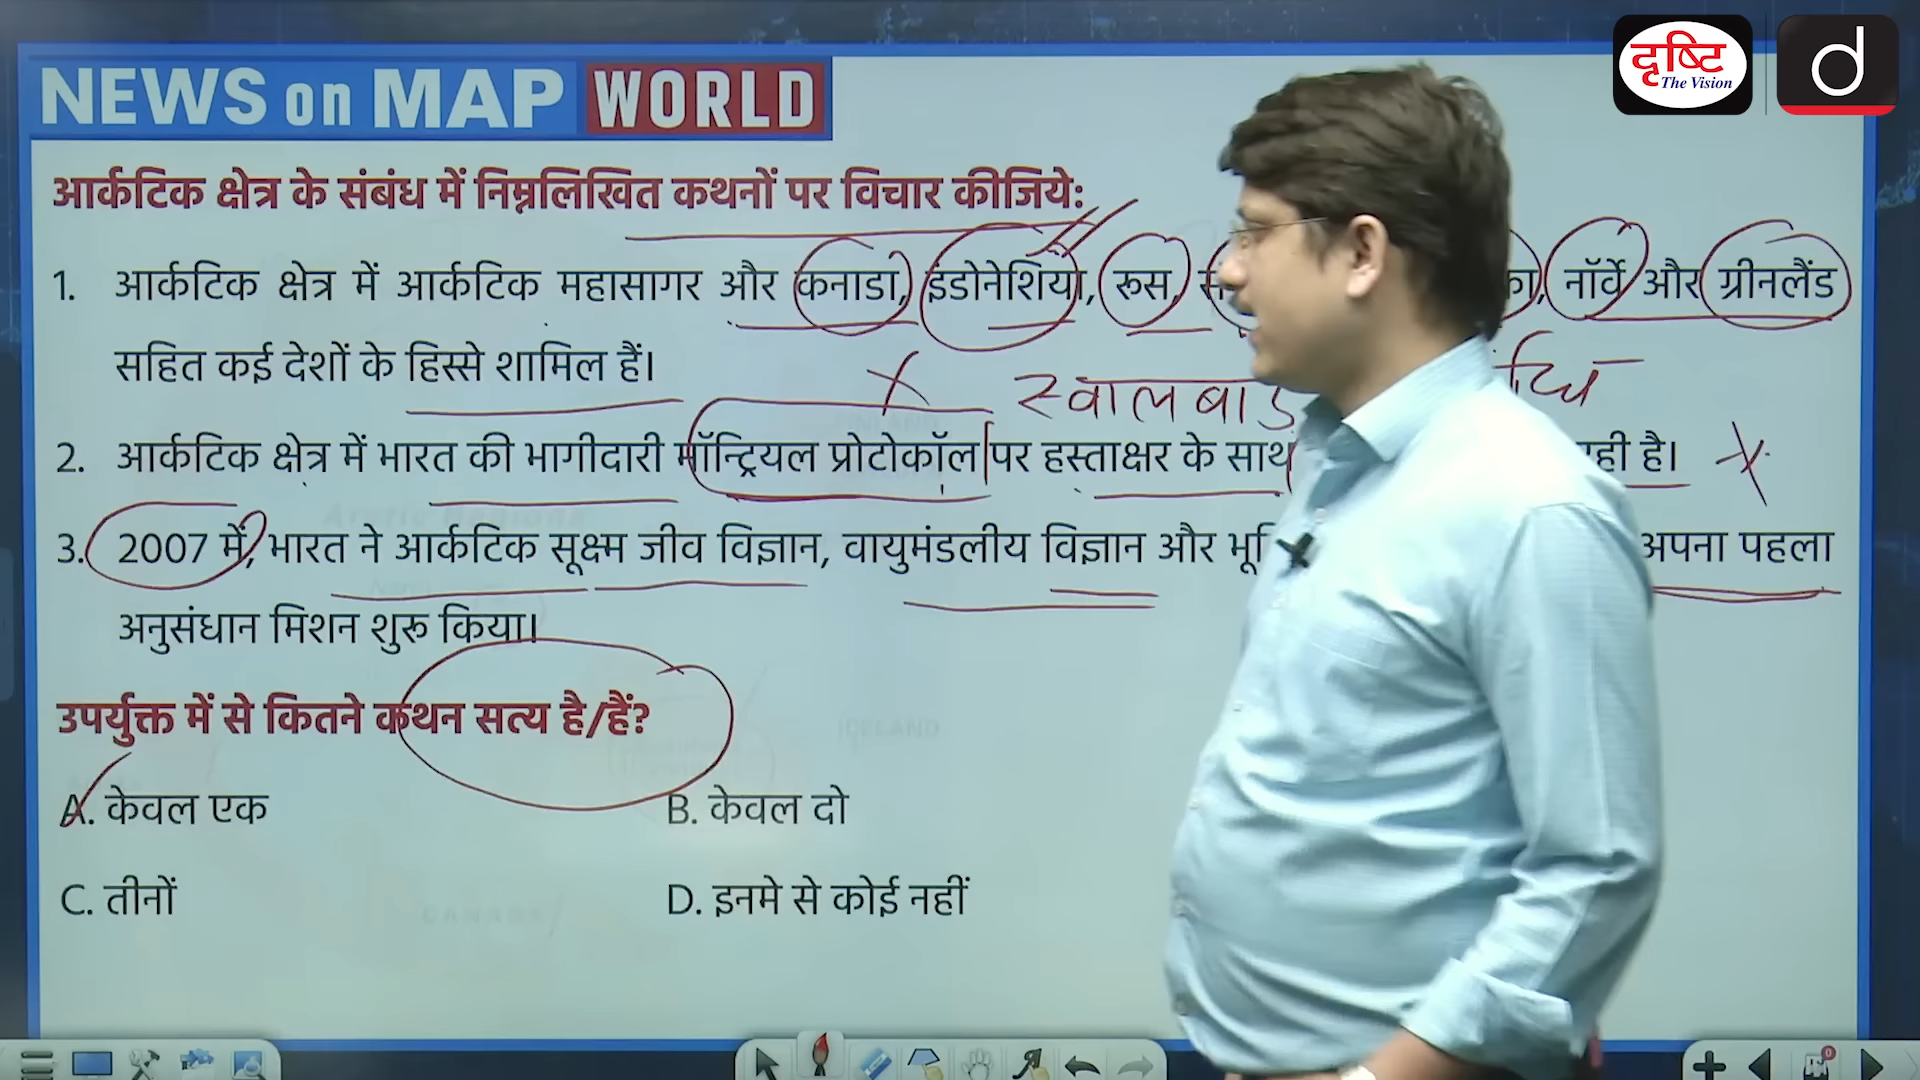 दृष्टि
The Vision
d
NEWS on MAP WORLD
आर्कटिक क्षेत्र के संबंध में निम्नलिखित कथनों पर विचार कीजिये:
1. आर्कटिक क्षेत्र में आर्कटिक महासागर और कनाडा, इंडोनेशिया, रूस, का, नॉर्वे और ग्रीनलैंड
सहित कई देशों के हिस्से शामिल हैं।
स्वालबार्ड
2. आर्कटिक क्षेत्र में भारत की भागीदारी मॉन्ट्रियल प्रोटोकॉल पर हस्ताक्षर के साथ रही है।
3. 2007 में, भारत ने आर्कटिक सूक्ष्म जीव विज्ञान, वायुमंडलीय विज्ञान और अपना पहला
अनुसंधान मिशन शुरू किया।
उपर्युक्त में से कितने कथन सत्य है/हैं?
A. केवल एक B. केवल दो
C. तीनों D. इनमे से कोई नहीं